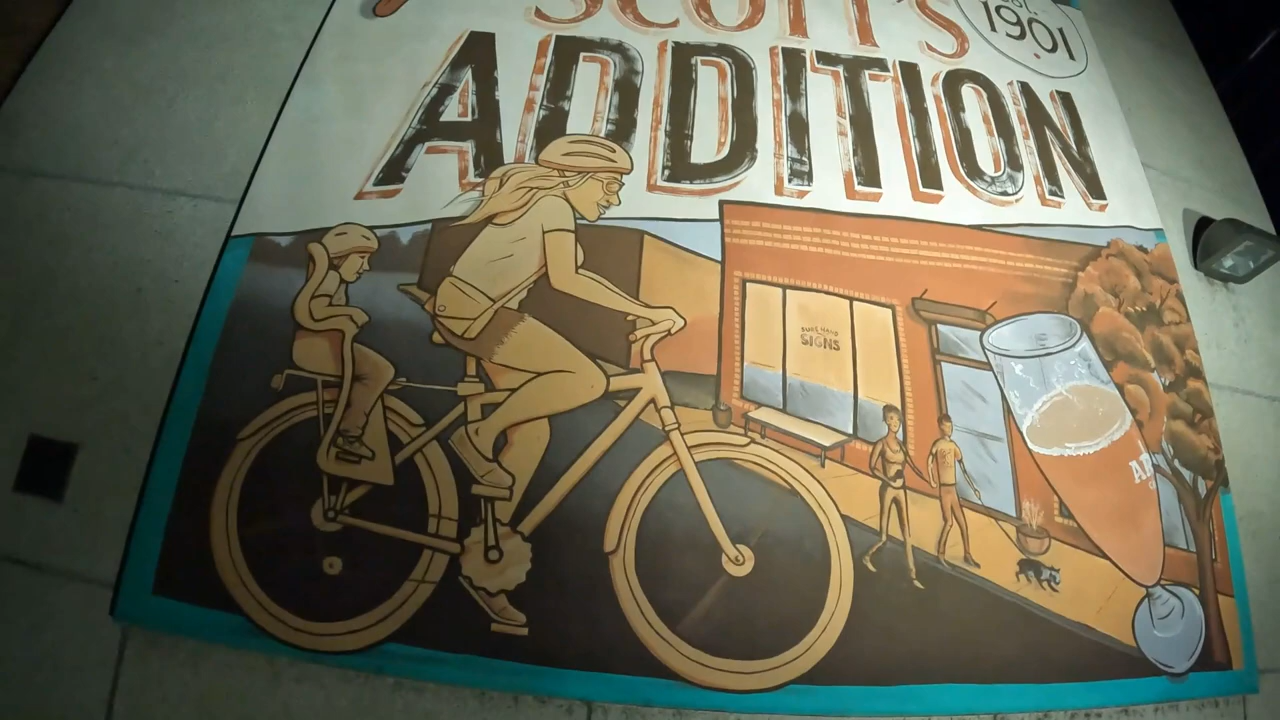 SCOTT'S
EST.
1901
ADDITION
SURE HAND
SIGNS